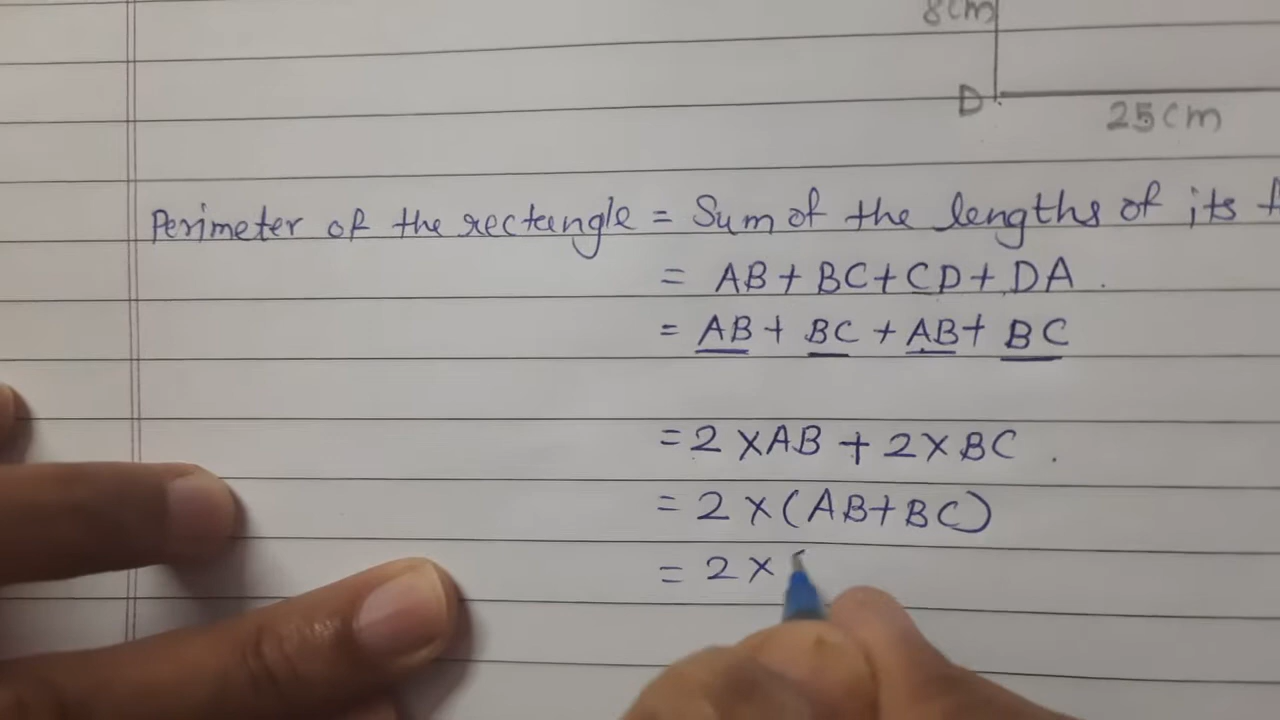 8cm
D
25cm
Perimeter of the rectangle = Sum of the lengths of its
= AB + BC + CD + DA .
= AB + BC + AB + BC
= 2 × AB + 2 × BC .
= 2 × (AB + BC)
= 2 ×